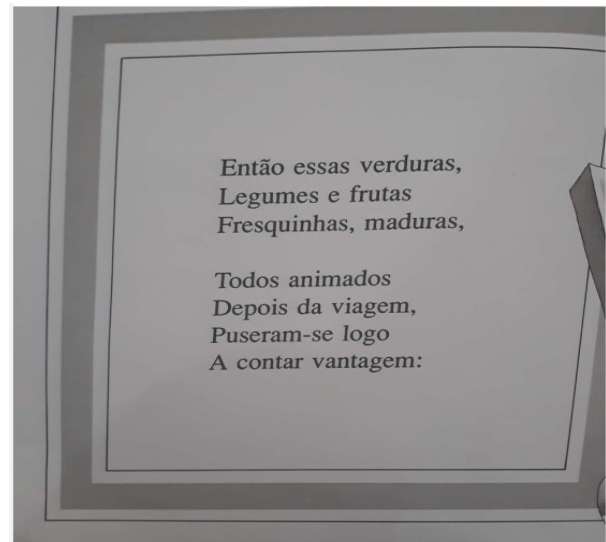 Então essas verduras,
Legumes e frutas
Fresquinhas, maduras,
Todos animados
Depois da viagem,
Puseram-se logo
A contar vantagem: